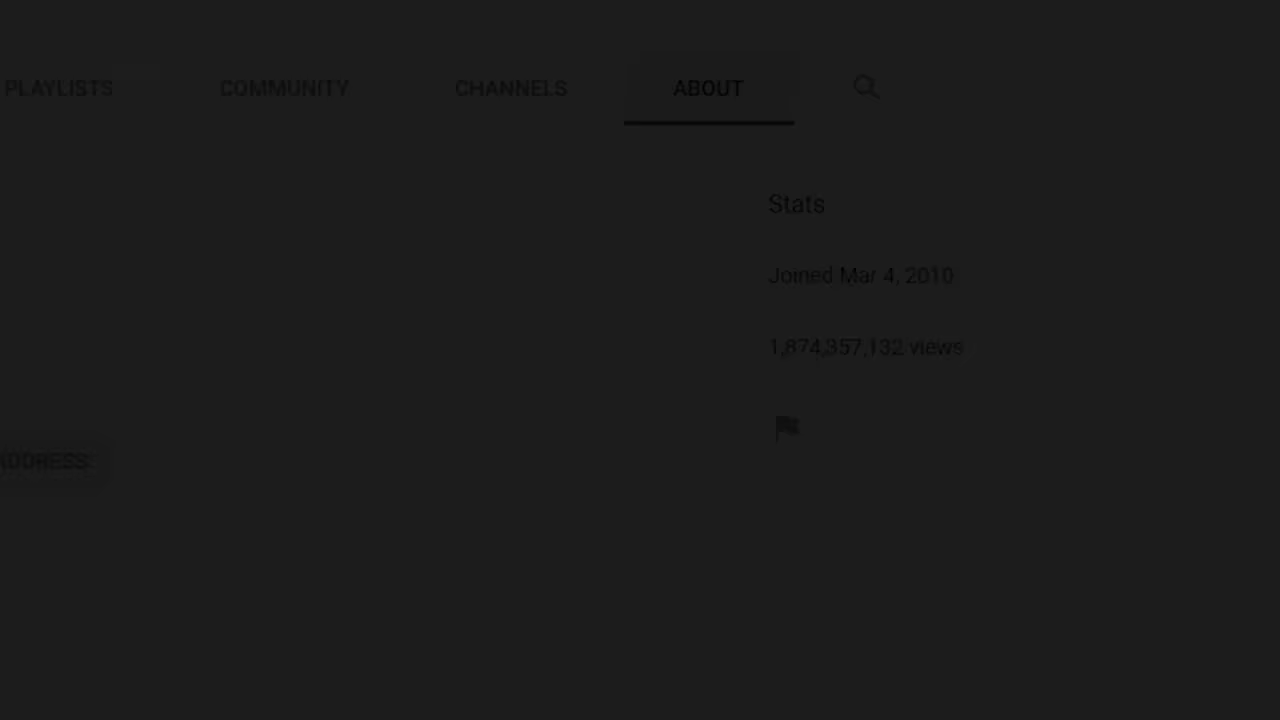 PLAYLISTS COMMUNITY CHANNELS ABOUT
Stats
Joined Mar 4, 2010
1,874,357,132 views
DDRESS